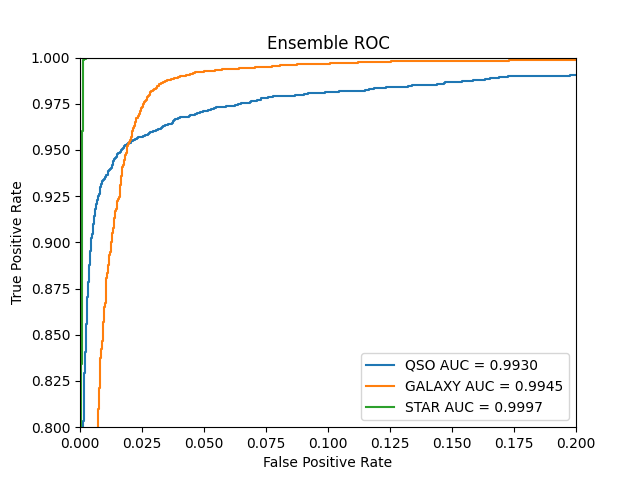 Ensemble ROC
True Positive Rate
1.000
0.975
0.950
0.925
0.900
0.875
0.850
0.825
0.800
QSO AUC = 0.9930
GALAXY AUC = 0.9945
STAR AUC = 0.9997
0.000 0.025 0.050 0.075 0.100 0.125 0.150 0.175 0.200
False Positive Rate